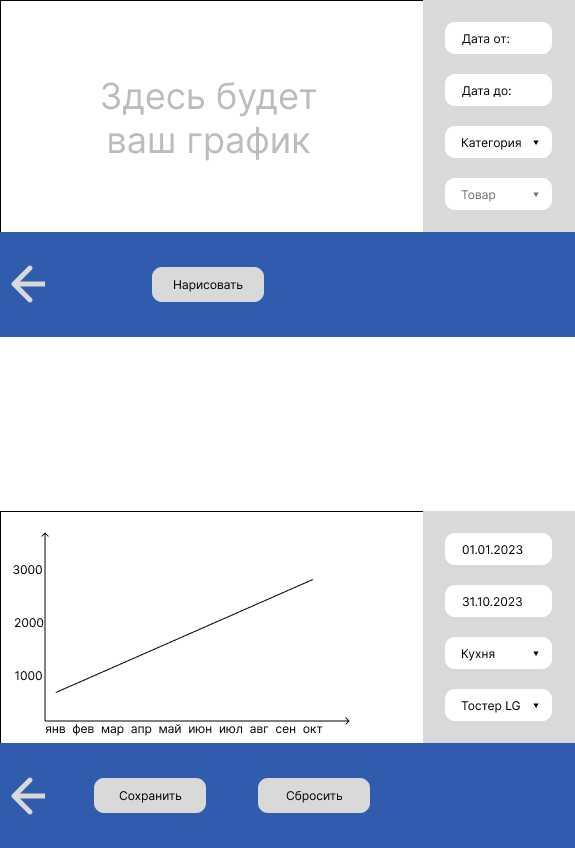 Здесь будет
ваш график
Дата от:
Дата до:
Категория
Товар
Нарисовать
3000
2000
1000
янв фев мар апр май июн июл авг сен окт
01.01.2023
31.10.2023
Кухня
Тостер LG
Сохранить
Сбросить